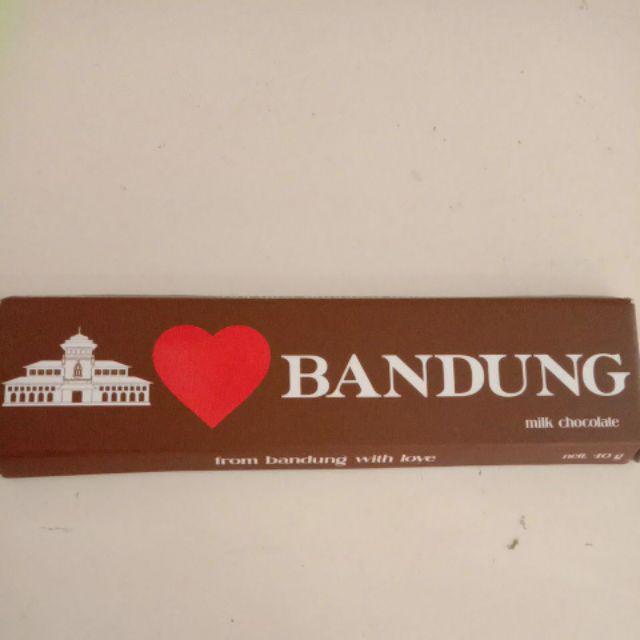 BANDUNG
milk chocolate
from bandung with love
nett. 40 g